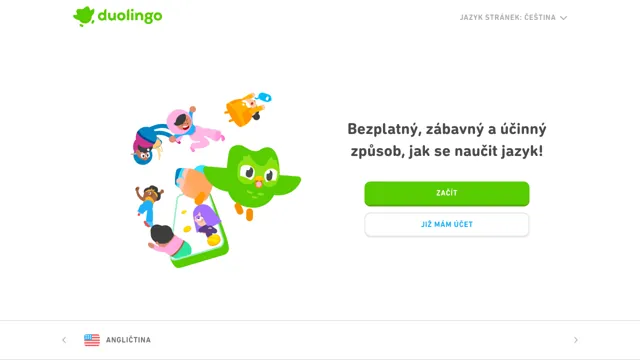 duolingo
JAZYK STRÁNEK: ČEŠTINA
Bezplatný, zábavný a účinný
způsob, jak se naučit jazyk!
ZAČÍT
JIŽ MÁM ÚČET
ANGLIČTINA